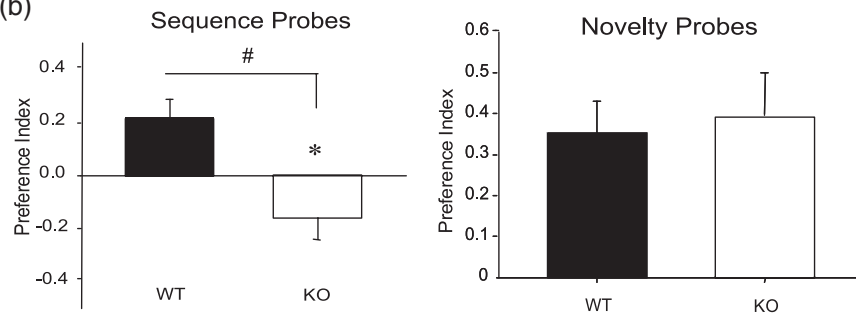 (b)
Sequence Probes
Preference Index
0.4
0.2
0.0
-0.2
-0.4
#
*
WT
KO
Novelty Probes
Preference Index
0.6
0.5
0.4
0.3
0.2
0.1
0
WT
KO